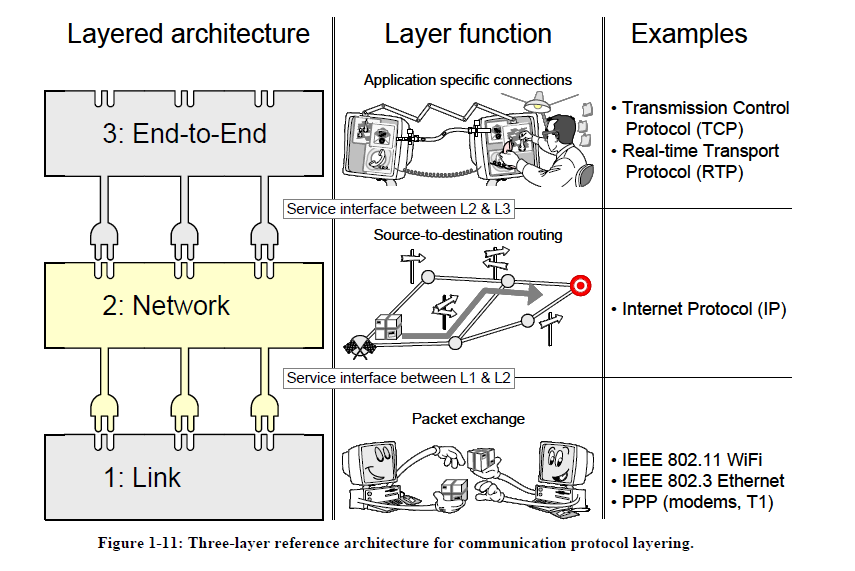 Layered architecture
Layer function
Examples
3: End-to-End
Application specific connections
• Transmission Control
Protocol (TCP)
• Real-time Transport
Protocol (RTP)
Service interface between L2 & L3
2: Network
Source-to-destination routing
• Internet Protocol (IP)
Service interface between L1 & L2
1: Link
Packet exchange
• IEEE 802.11 WiFi
• IEEE 802.3 Ethernet
• PPP (modems, T1)
Figure 1-11: Three-layer reference architecture for communication protocol layering.